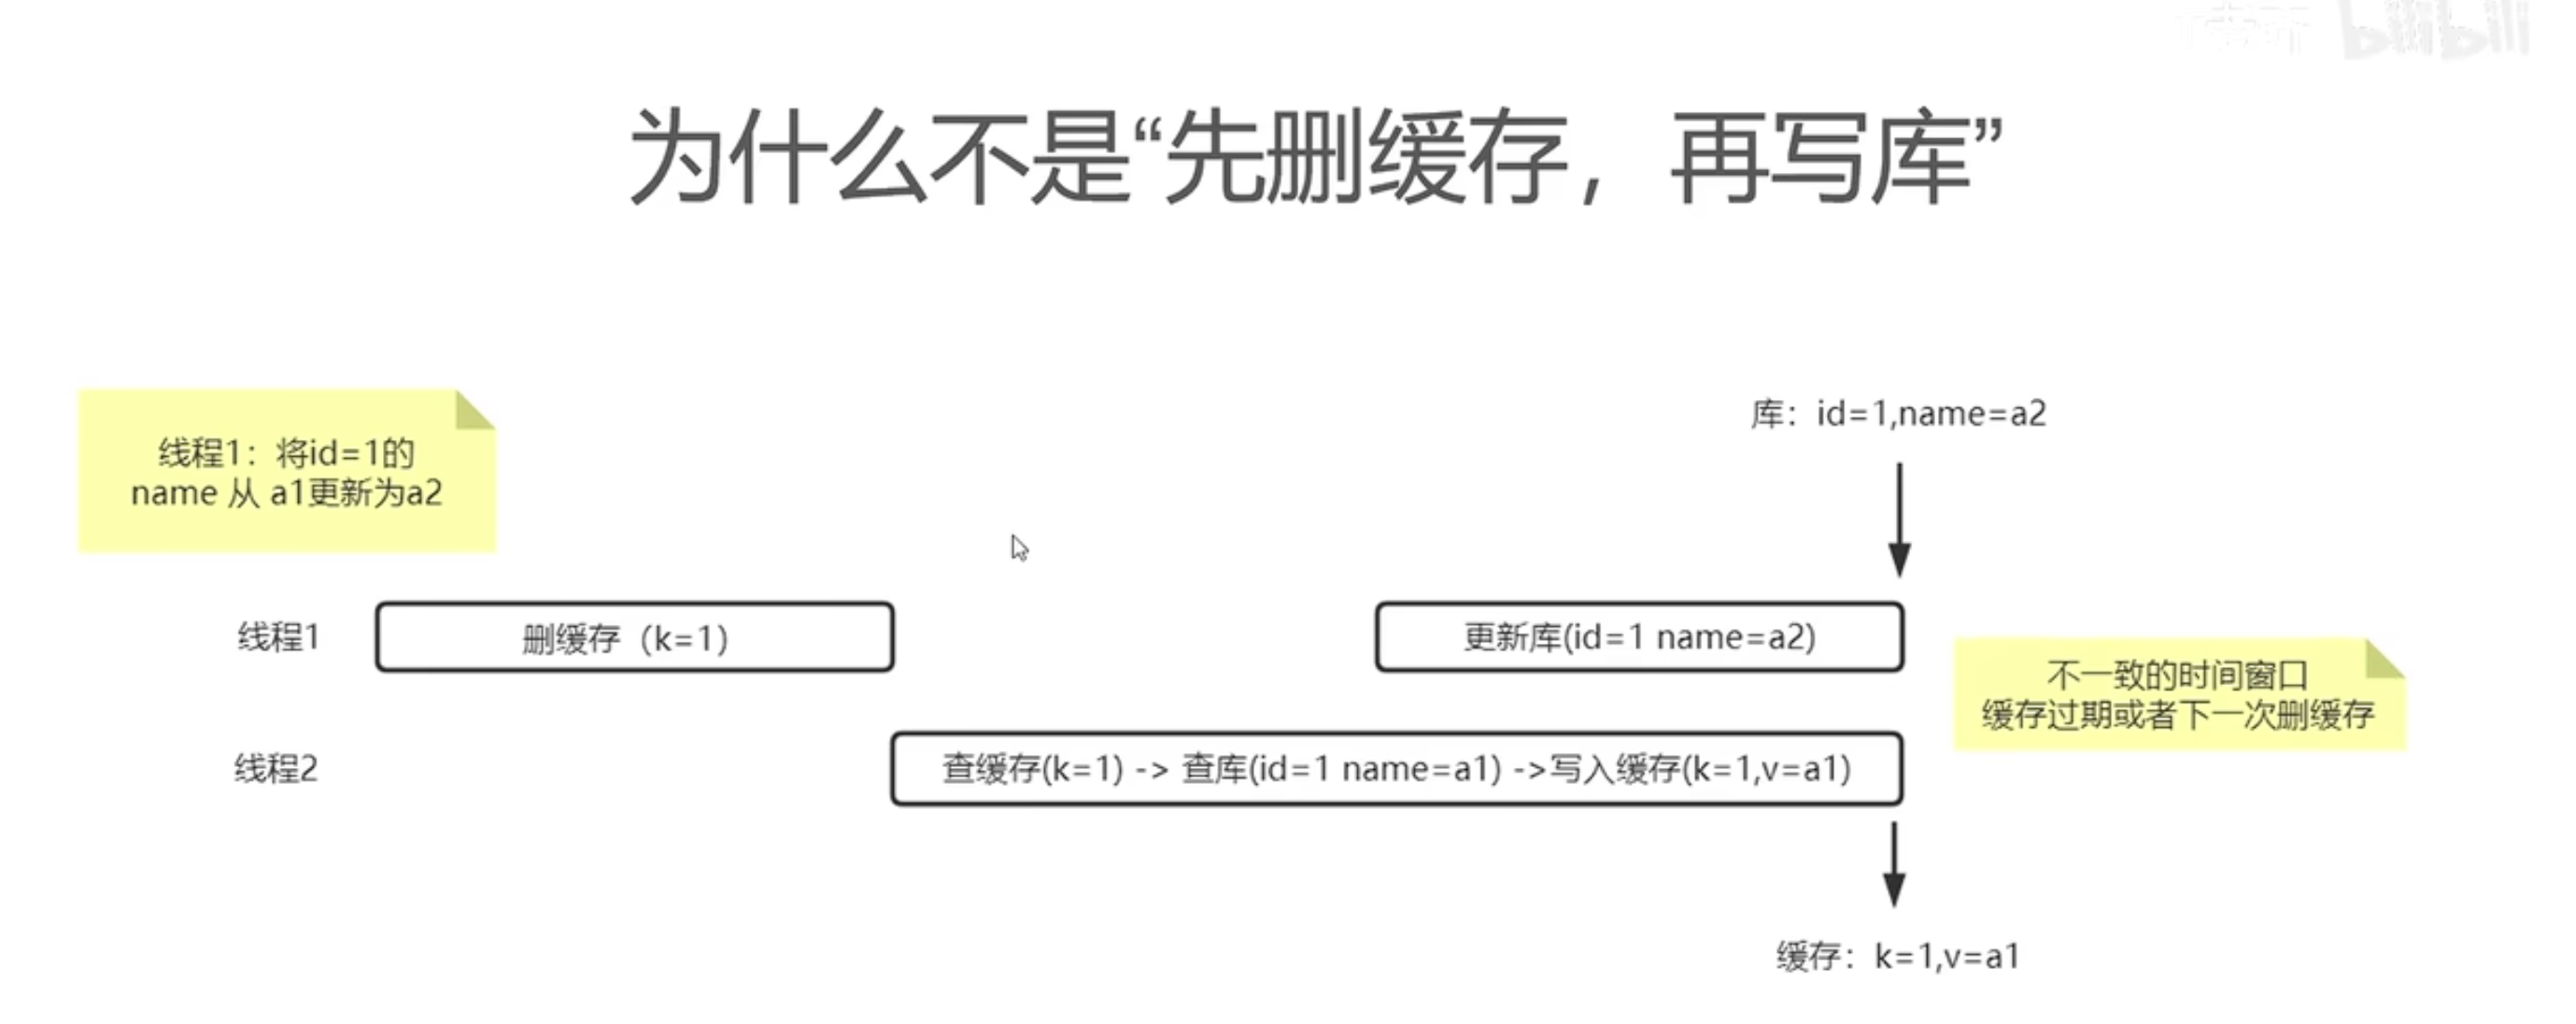 bilibili
为什么不是“先删缓存，再写库”
库：id=1,name=a2
线程1：将id=1的
name 从 a1更新为a2
线程1
删缓存（k=1）
更新库(id=1 name=a2)
不一致的时间窗口
缓存过期或者下一次删缓存
线程2
查缓存(k=1) -> 查库(id=1 name=a1) ->写入缓存(k=1,v=a1)
缓存：k=1,v=a1